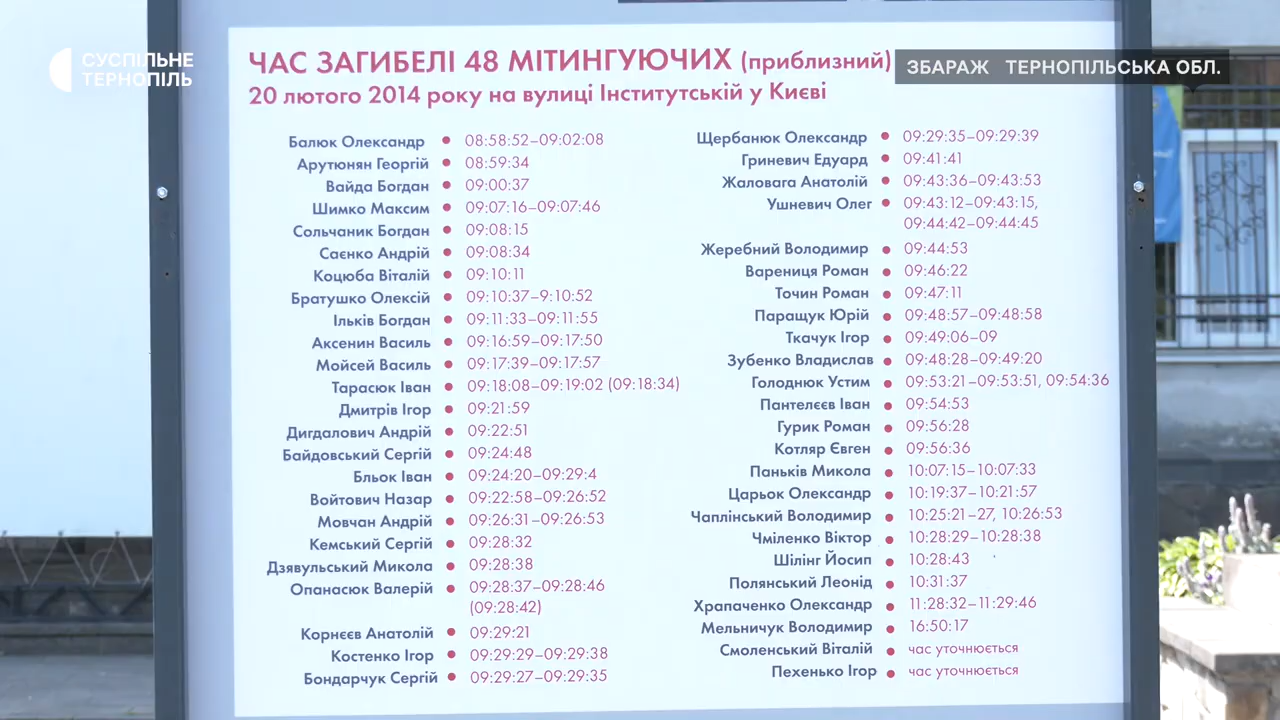 СУСПІЛЬНЕ
ТЕРНОПІЛЬ
ЗБАРАЖ ТЕРНОПІЛЬСЬКА ОБЛ.
ЧАС ЗАГИБЕЛІ 48 МІТИНГУЮЧИХ (приблизний)
20 лютого 2014 року на вулиці Інститутській у Києві
Балюк Олександр • 08:58:52–09:02:08
Арутюнян Георгій • 08:59:34
Вайда Богдан • 09:00:37
Шимко Максим • 09:07:16–09:07:46
Сольчаник Богдан • 09:08:15
Саєнко Андрій • 09:08:34
Коцюба Віталій • 09:10:11
Братушко Олексій • 09:10:37–9:10:52
Ільків Богдан • 09:11:33–09:11:55
Аксенин Василь • 09:16:59–09:17:50
Мойсей Василь • 09:17:39–09:17:57
Тарасюк Іван • 09:18:08–09:19:02 (09:18:34)
Дмитрів Ігор • 09:21:59
Дигдалович Андрій • 09:22:51
Байдовський Сергій • 09:24:48
Бльок Іван • 09:24:20–09:29:4
Войтович Назар • 09:22:58–09:26:52
Мовчан Андрій • 09:26:31–09:26:53
Кемський Сергій • 09:28:32
Дзявульський Микола • 09:28:38
Опанасюк Валерій • 09:28:37–09:28:46
(09:28:42)
Корнєєв Анатолій • 09:29:21
Костенко Ігор • 09:29:29–09:29:38
Бондарчук Сергій • 09:29:27–09:29:35
Щербанюк Олександр • 09:29:35–09:29:39
Гриневич Едуард • 09:41:41
Жаловага Анатолій • 09:43:36–09:43:53
Ушневич Олег • 09:43:12–09:43:15,
09:44:42–09:44:45
Жеребний Володимир • 09:44:53
Варениця Роман • 09:46:22
Точин Роман • 09:47:11
Паращук Юрій • 09:48:57–09:48:58
Ткачук Ігор • 09:49:06–09
Зубенко Владислав • 09:48:28–09:49:20
Голоднюк Устим • 09:53:21–09:53:51, 09:54:36
Пантелєєв Іван • 09:54:53
Гурик Роман • 09:56:28
Котляр Євген • 09:56:36
Паньків Микола • 10:07:15–10:07:33
Царьок Олександр • 10:19:37–10:21:57
Чаплінський Володимир • 10:25:21–27, 10:26:53
Чміленко Віктор • 10:28:29–10:28:38
Шілінг Йосип • 10:28:43
Полянський Леонід • 10:31:37
Храпаченко Олександр • 11:28:32–11:29:46
Мельничук Володимир • 16:50:17
Смоленський Віталій • час уточнюється
Пехенько Ігор • час уточнюється